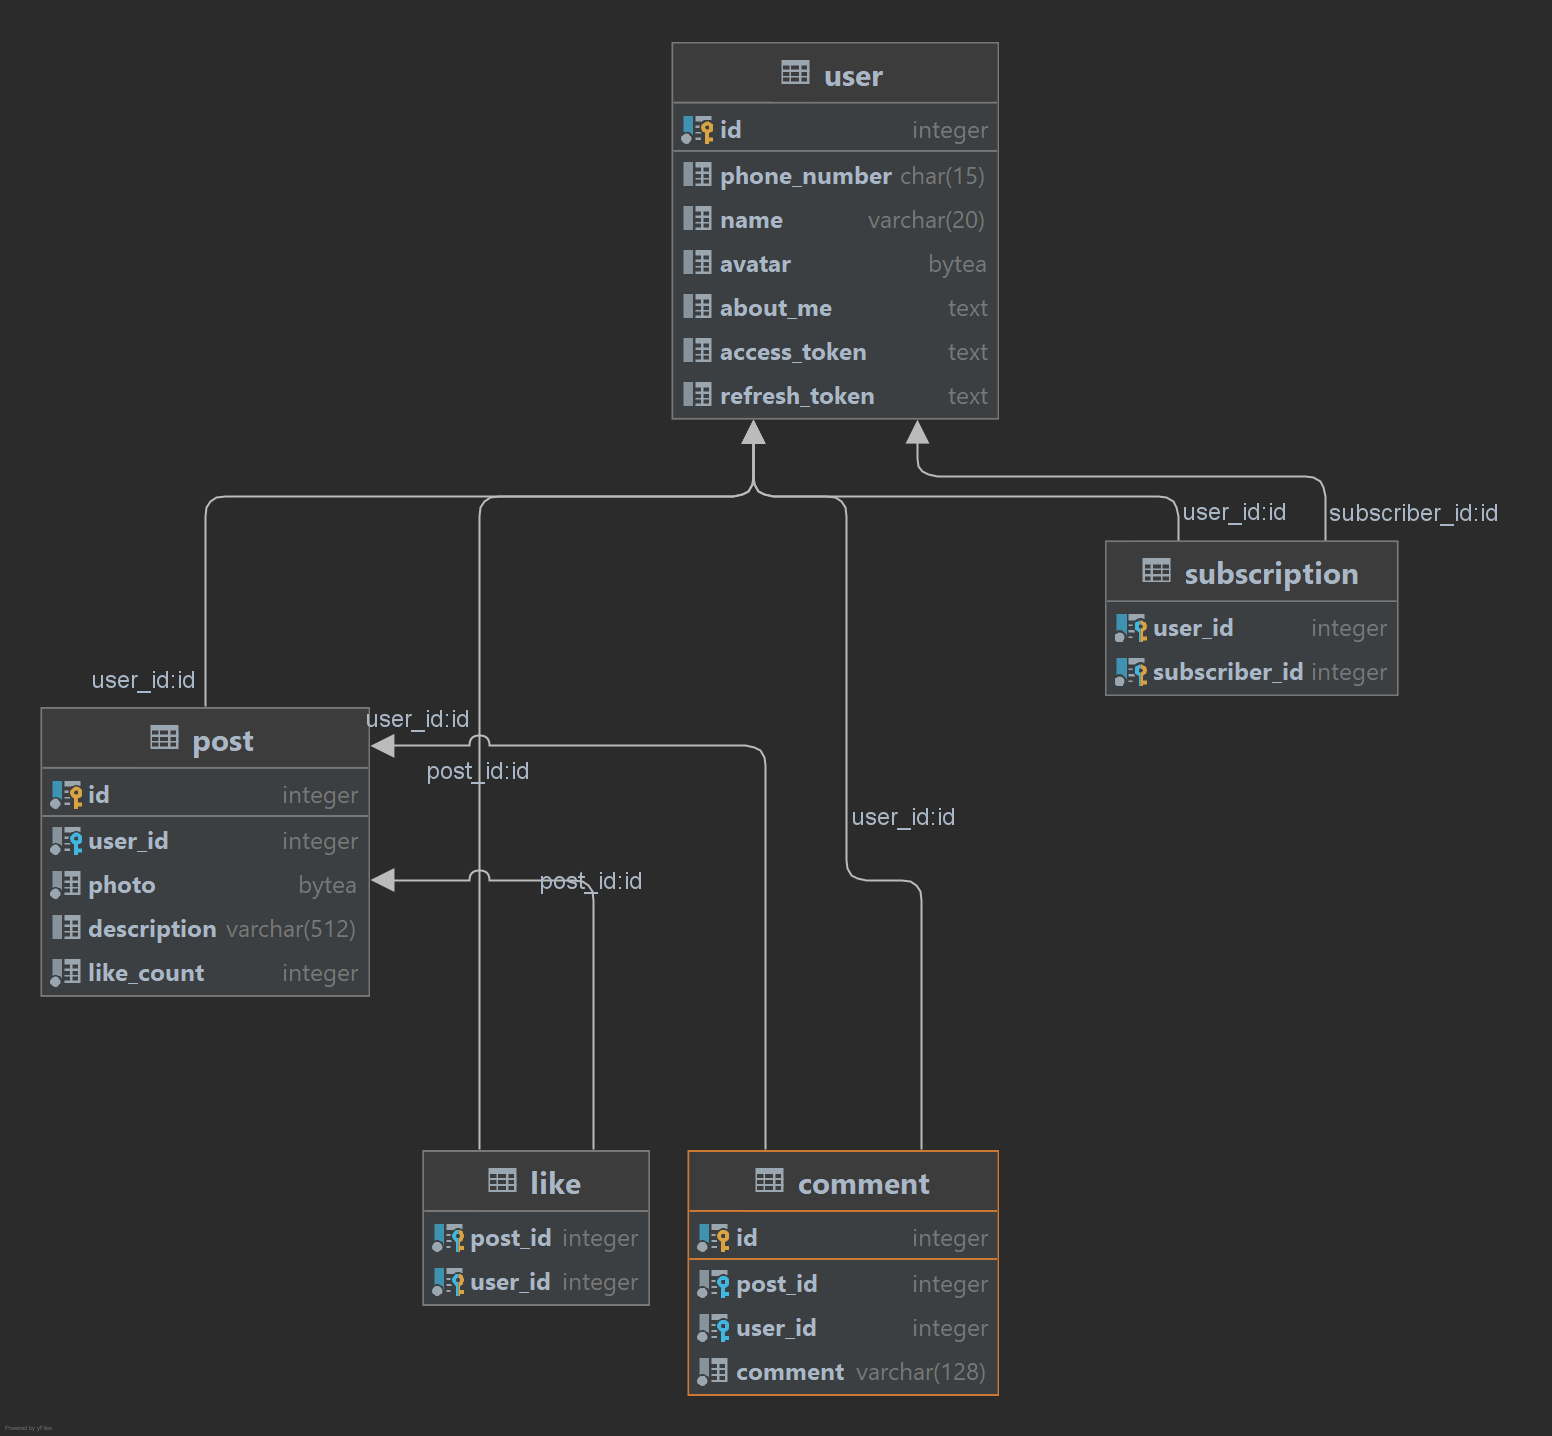 user
id integer
phone_number char(15)
name varchar(20)
avatar bytea
about_me text
access_token text
refresh_token text
user_id:id
subscriber_id:id
subscription
user_id integer
subscriber_id integer
user_id:id
post
id integer
user_id integer
photo bytea
description varchar(512)
like_count integer
user_id:id
post_id:id
user_id:id
post_id:id
like
post_id integer
user_id integer
comment
id integer
post_id integer
user_id integer
comment varchar(128)
Powered by yFiles